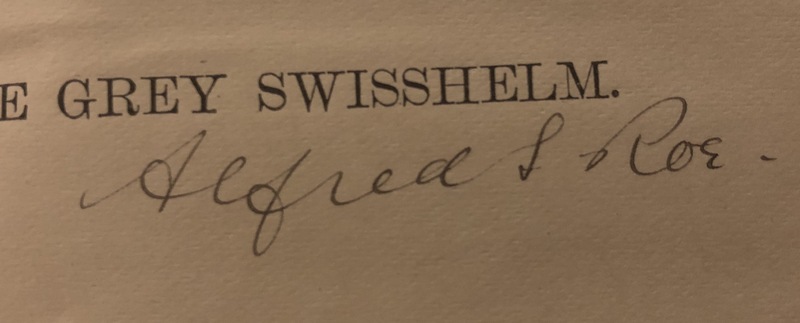 E GREY SWISSHELM.
Alfred S Roe.